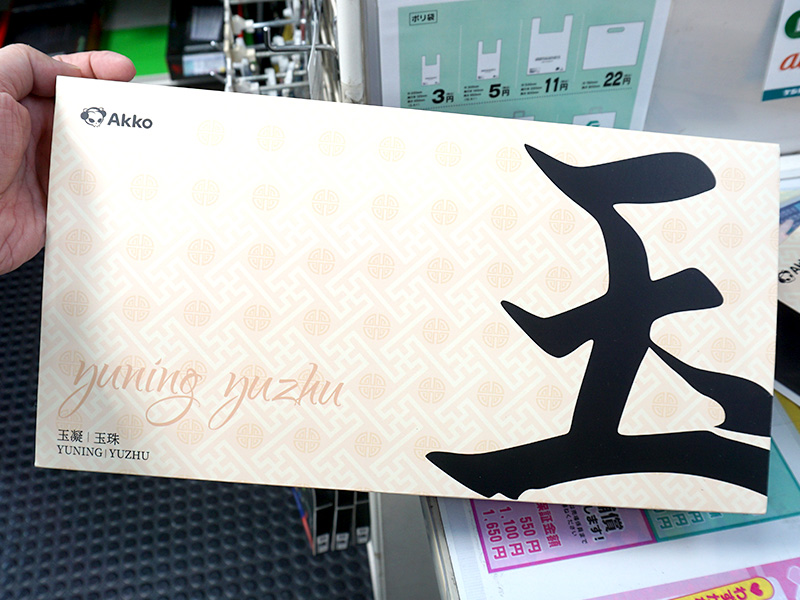 ポリ袋
3円
5円
11円
22円
Akko
玉
yuning yuzhu
玉凝 | 玉珠
YUNING | YUZHU
550円
1,100円
1,650円